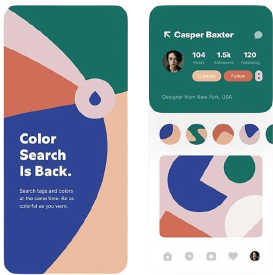 Color
Search
Is Back.
Search tags and colors
at the same time. Be as
colorful as you want.
Casper Baxter
104 1.5k 120
Posts Followers Following
Contact Follow
Designer from New York, USA